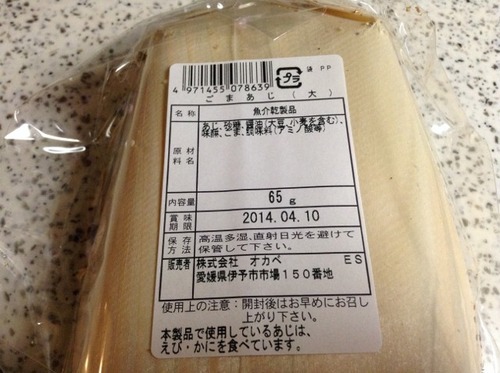 4 971455 078639
プラ
袋 PP
ごまあじ (大)
名称 魚介乾製品
原材料名 あじ、砂糖、醤油(大豆、小麦を含む)、
味醂、ごま、調味料(アミノ酸等)
内容量 65g
賞味期限 2014.04.10
保存方法 高温多湿、直射日光を避けて
保管して下さい。
販売者 株式会社 オカベ ES
愛媛県伊予市市場150番地
使用上の注意:開封後はお早めにお召し
上がり下さい。
本製品で使用しているあじは、
えび・かにを食べています。